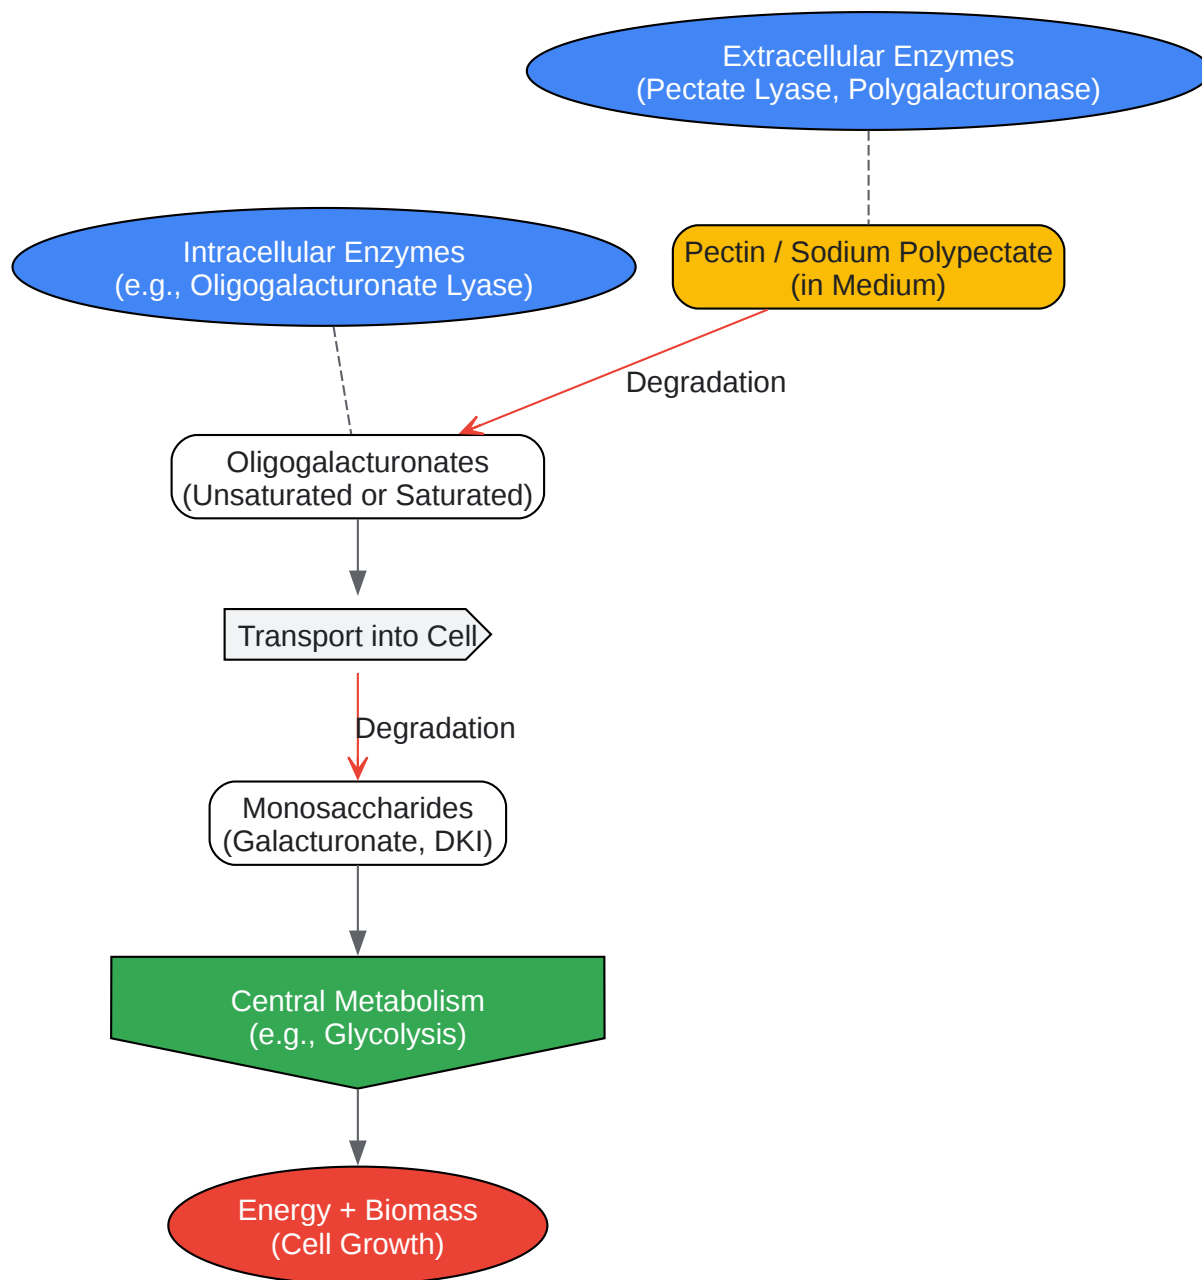 Extracellular Enzymes
(Pectate Lyase, Polygalacturonase)
Intracellular Enzymes
(e.g., Oligogalacturonate Lyase)
Pectin / Sodium Polypectate
(in Medium)
Degradation
Oligogalacturonates
(Unsaturated or Saturated)
Transport into Cell
Degradation
Monosaccharides
(Galacturonate, DKI)
Central Metabolism
(e.g., Glycolysis)
Energy + Biomass
(Cell Growth)